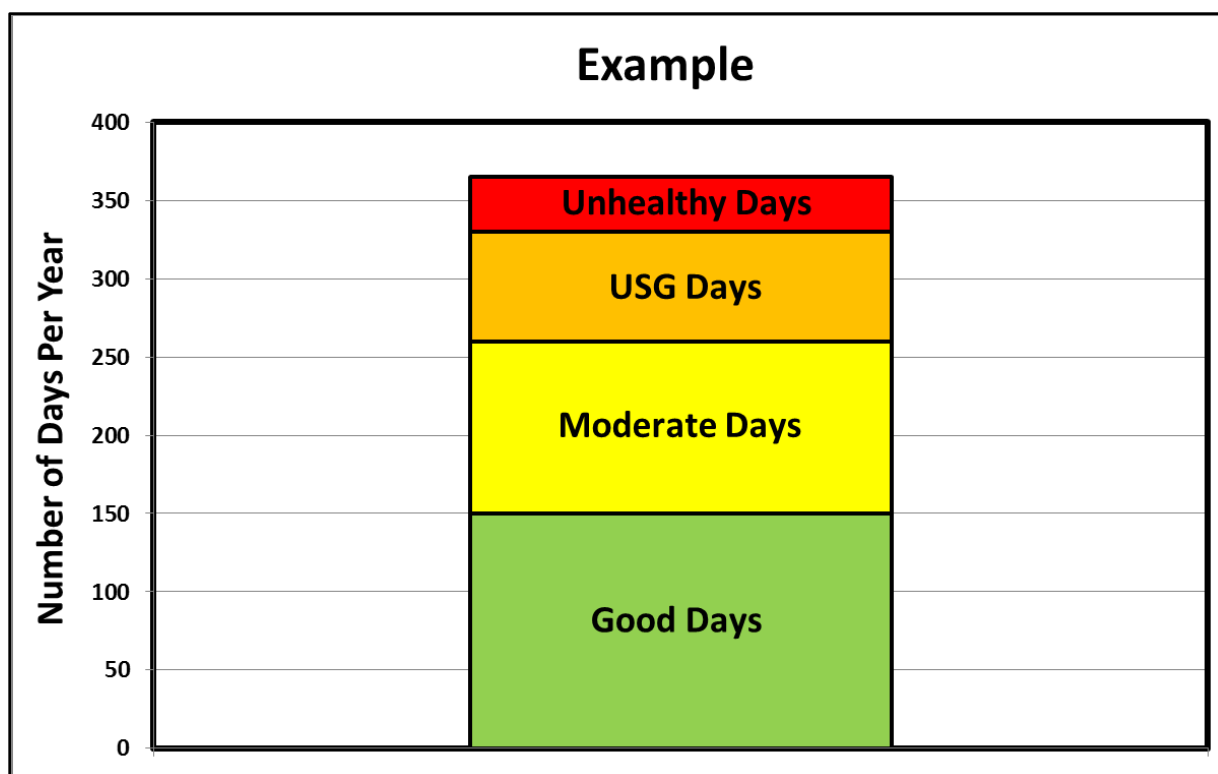 Example
Number of Days Per Year
400
350
300
250
200
150
100
50
0
Unhealthy Days
USG Days
Moderate Days
Good Days